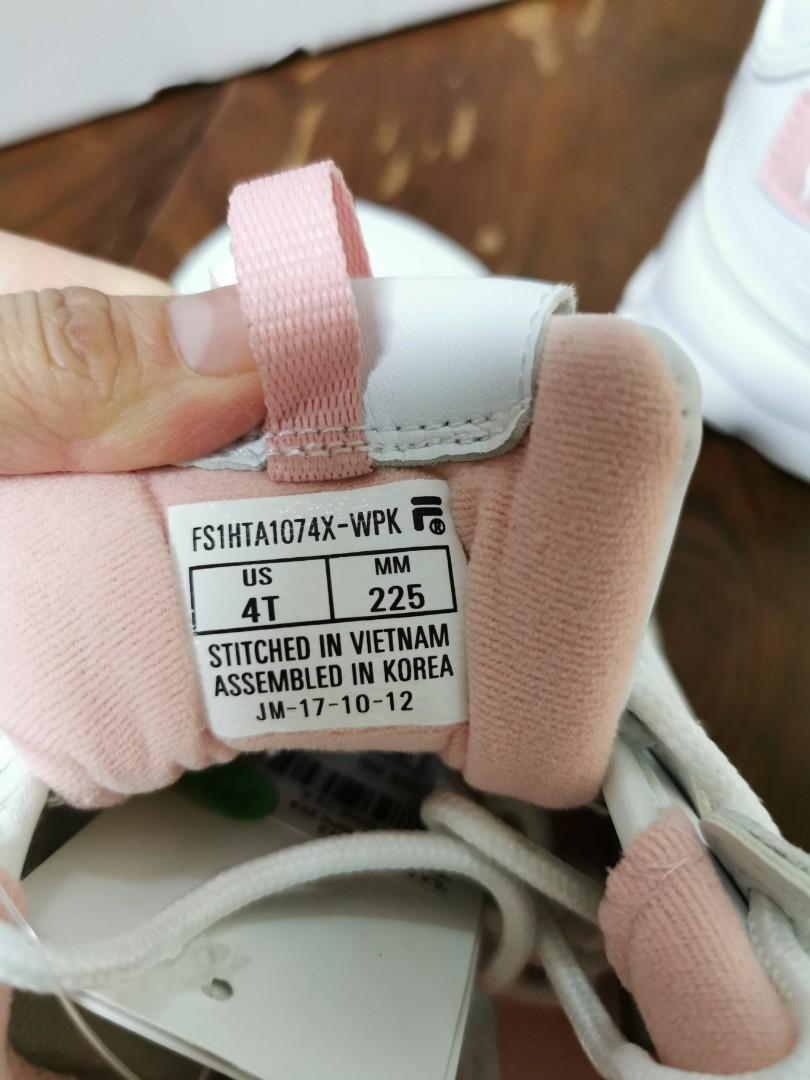 FS1HTA1074X-WPK F®
US MM
4T 225
STITCHED IN VIETNAM
ASSEMBLED IN KOREA
JM-17-10-12